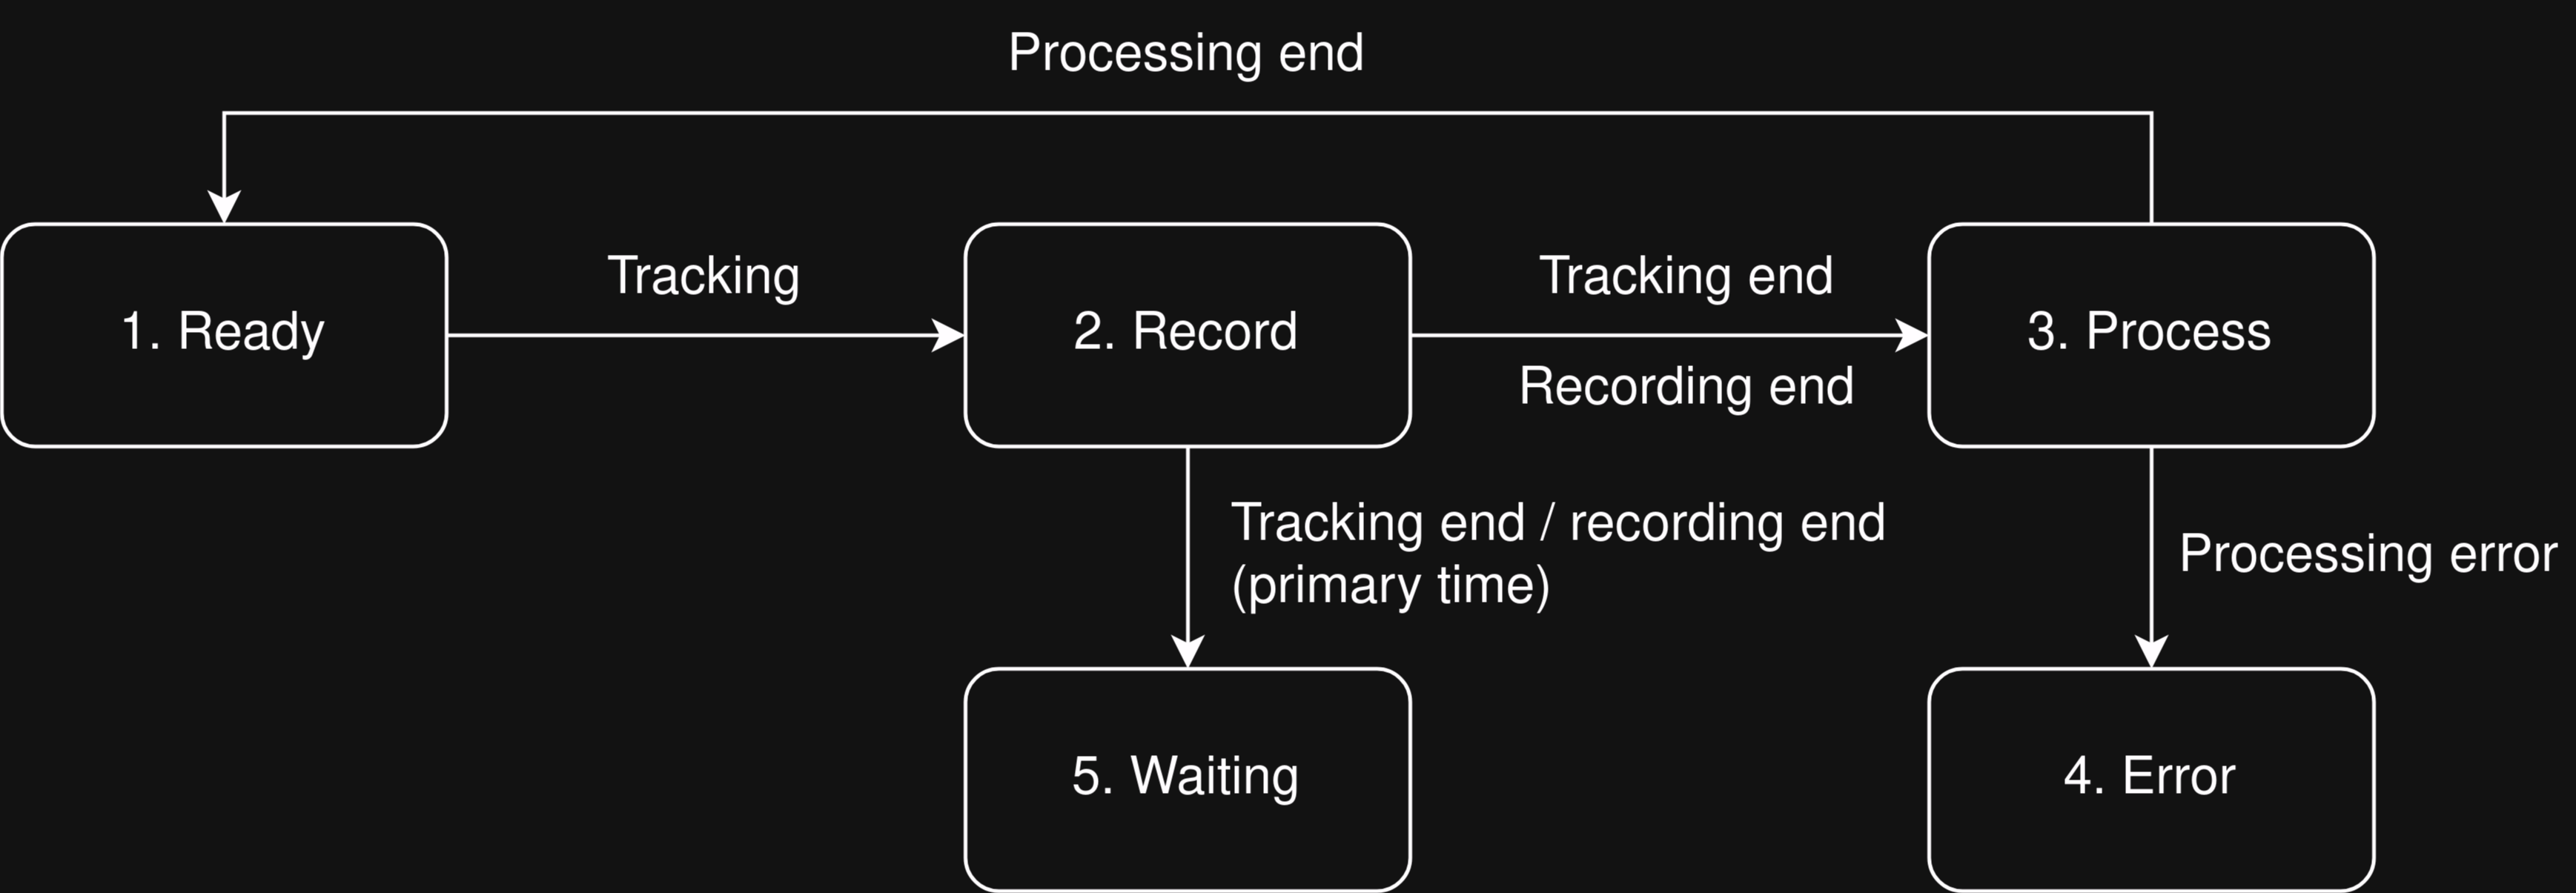 Processing end
1. Ready
Tracking
2. Record
Tracking end
Recording end
3. Process
Tracking end / recording end
(primary time)
Processing error
5. Waiting
4. Error